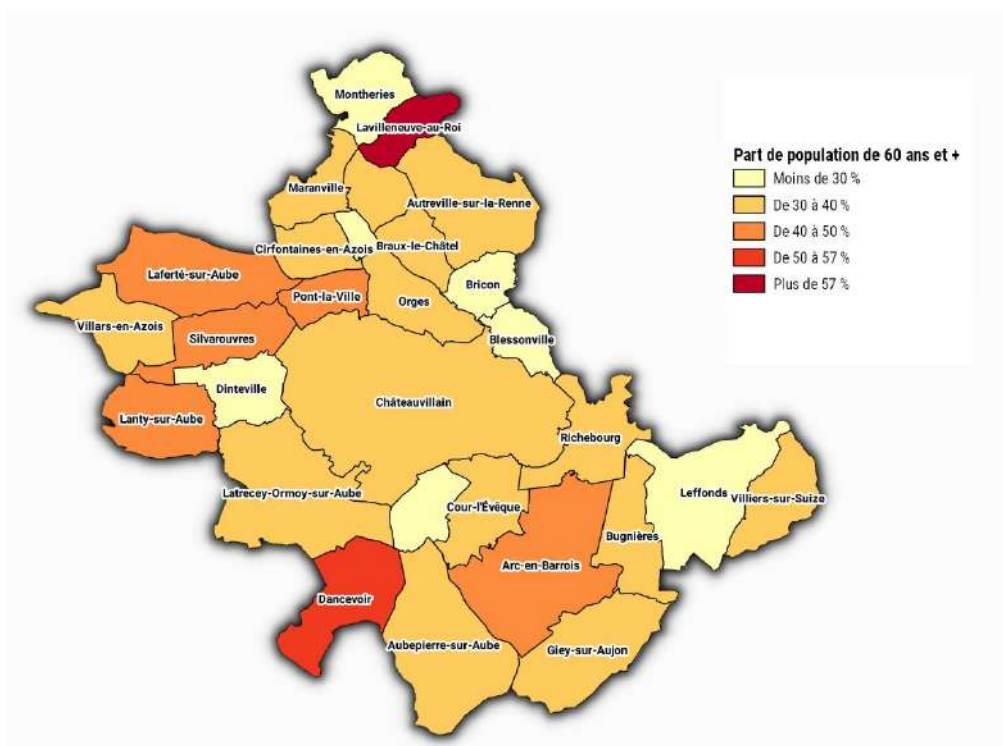 Montheries
Lavilleneuve-au-Roi
Part de population de 60 ans et +
Moins de 30 %
De 30 à 40 %
De 40 à 50 %
De 50 à 57 %
Plus de 57 %
Maranville
Autreville-sur-la-Renne
Cirfontaines-en-Azois
Braux-le-Châtel
Laferté-sur-Aube
Bricon
Pont-la-Ville
Orges
Villars-en-Azois
Silvarouvres
Blessonville
Dinteville
Châteauvillain
Lanty-sur-Aube
Richebourg
Latrecey-Ormoy-sur-Aube
Leffonds
Villiers-sur-Suize
Cour-l'Évêque
Bugnières
Arc-en-Barrois
Dancevoir
Aubepierre-sur-Aube
Giey-sur-Aujon